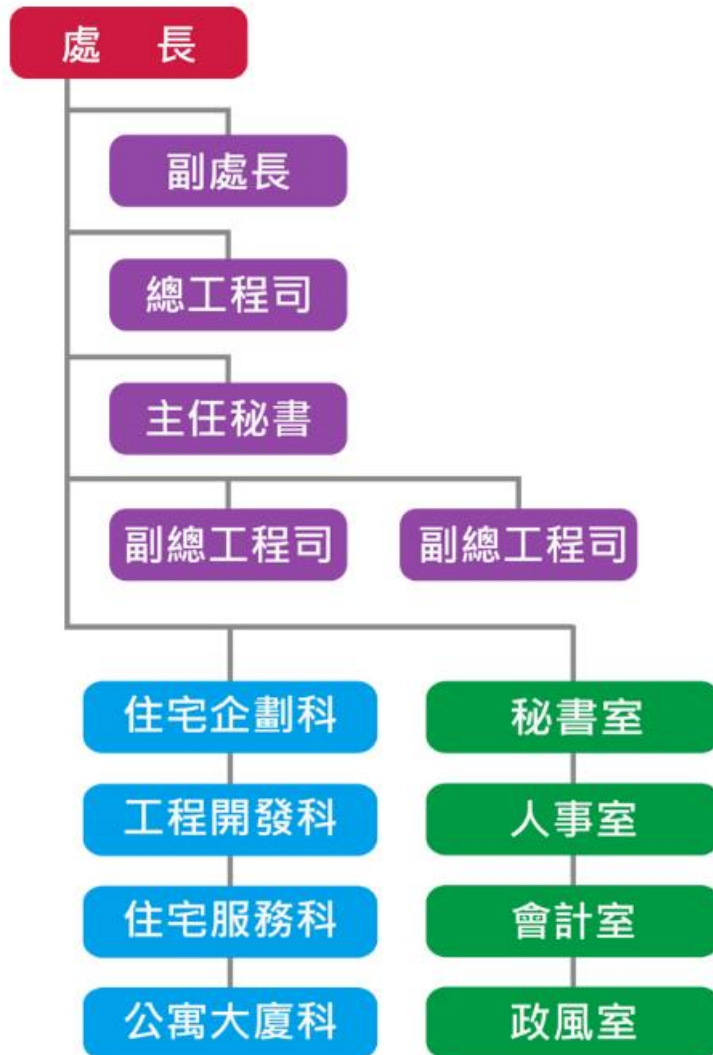 處 長
副處長
總工程司
主任秘書
副總工程司
副總工程司
住宅企劃科
工程開發科
住宅服務科
公寓大廈科
秘書室
人事室
會計室
政風室